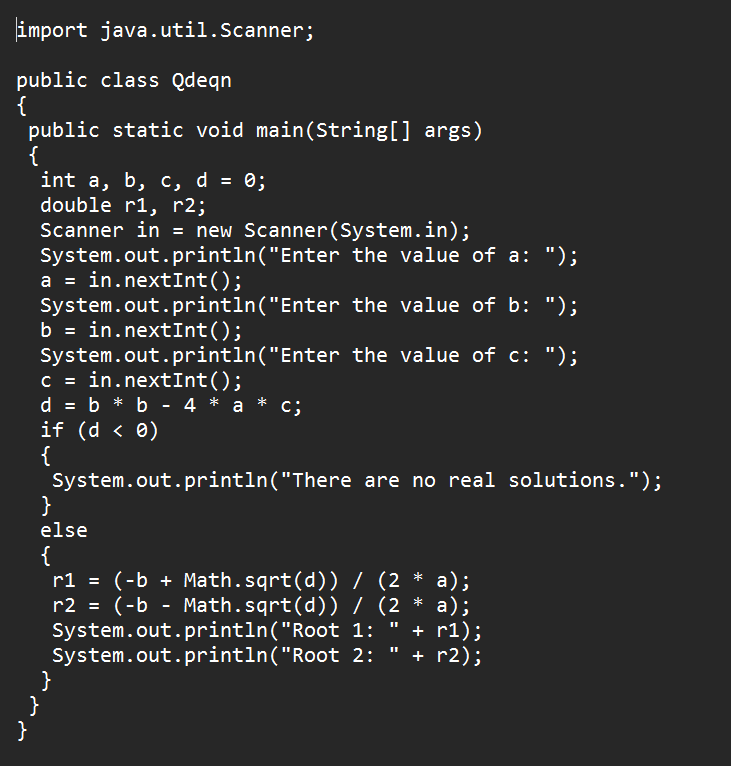 import java.util.Scanner;

public class Qdeqn
{
 public static void main(String[] args)
 {
  int a, b, c, d = 0;
  double r1, r2;
  Scanner in = new Scanner(System.in);
  System.out.println("Enter the value of a: ");
  a = in.nextInt();
  System.out.println("Enter the value of b: ");
  b = in.nextInt();
  System.out.println("Enter the value of c: ");
  c = in.nextInt();
  d = b * b - 4 * a * c;
  if (d < 0)
  {
   System.out.println("There are no real solutions.");
  }
  else
  {
   r1 = (-b + Math.sqrt(d)) / (2 * a);
   r2 = (-b - Math.sqrt(d)) / (2 * a);
   System.out.println("Root 1: " + r1);
   System.out.println("Root 2: " + r2);
  }
 }
}